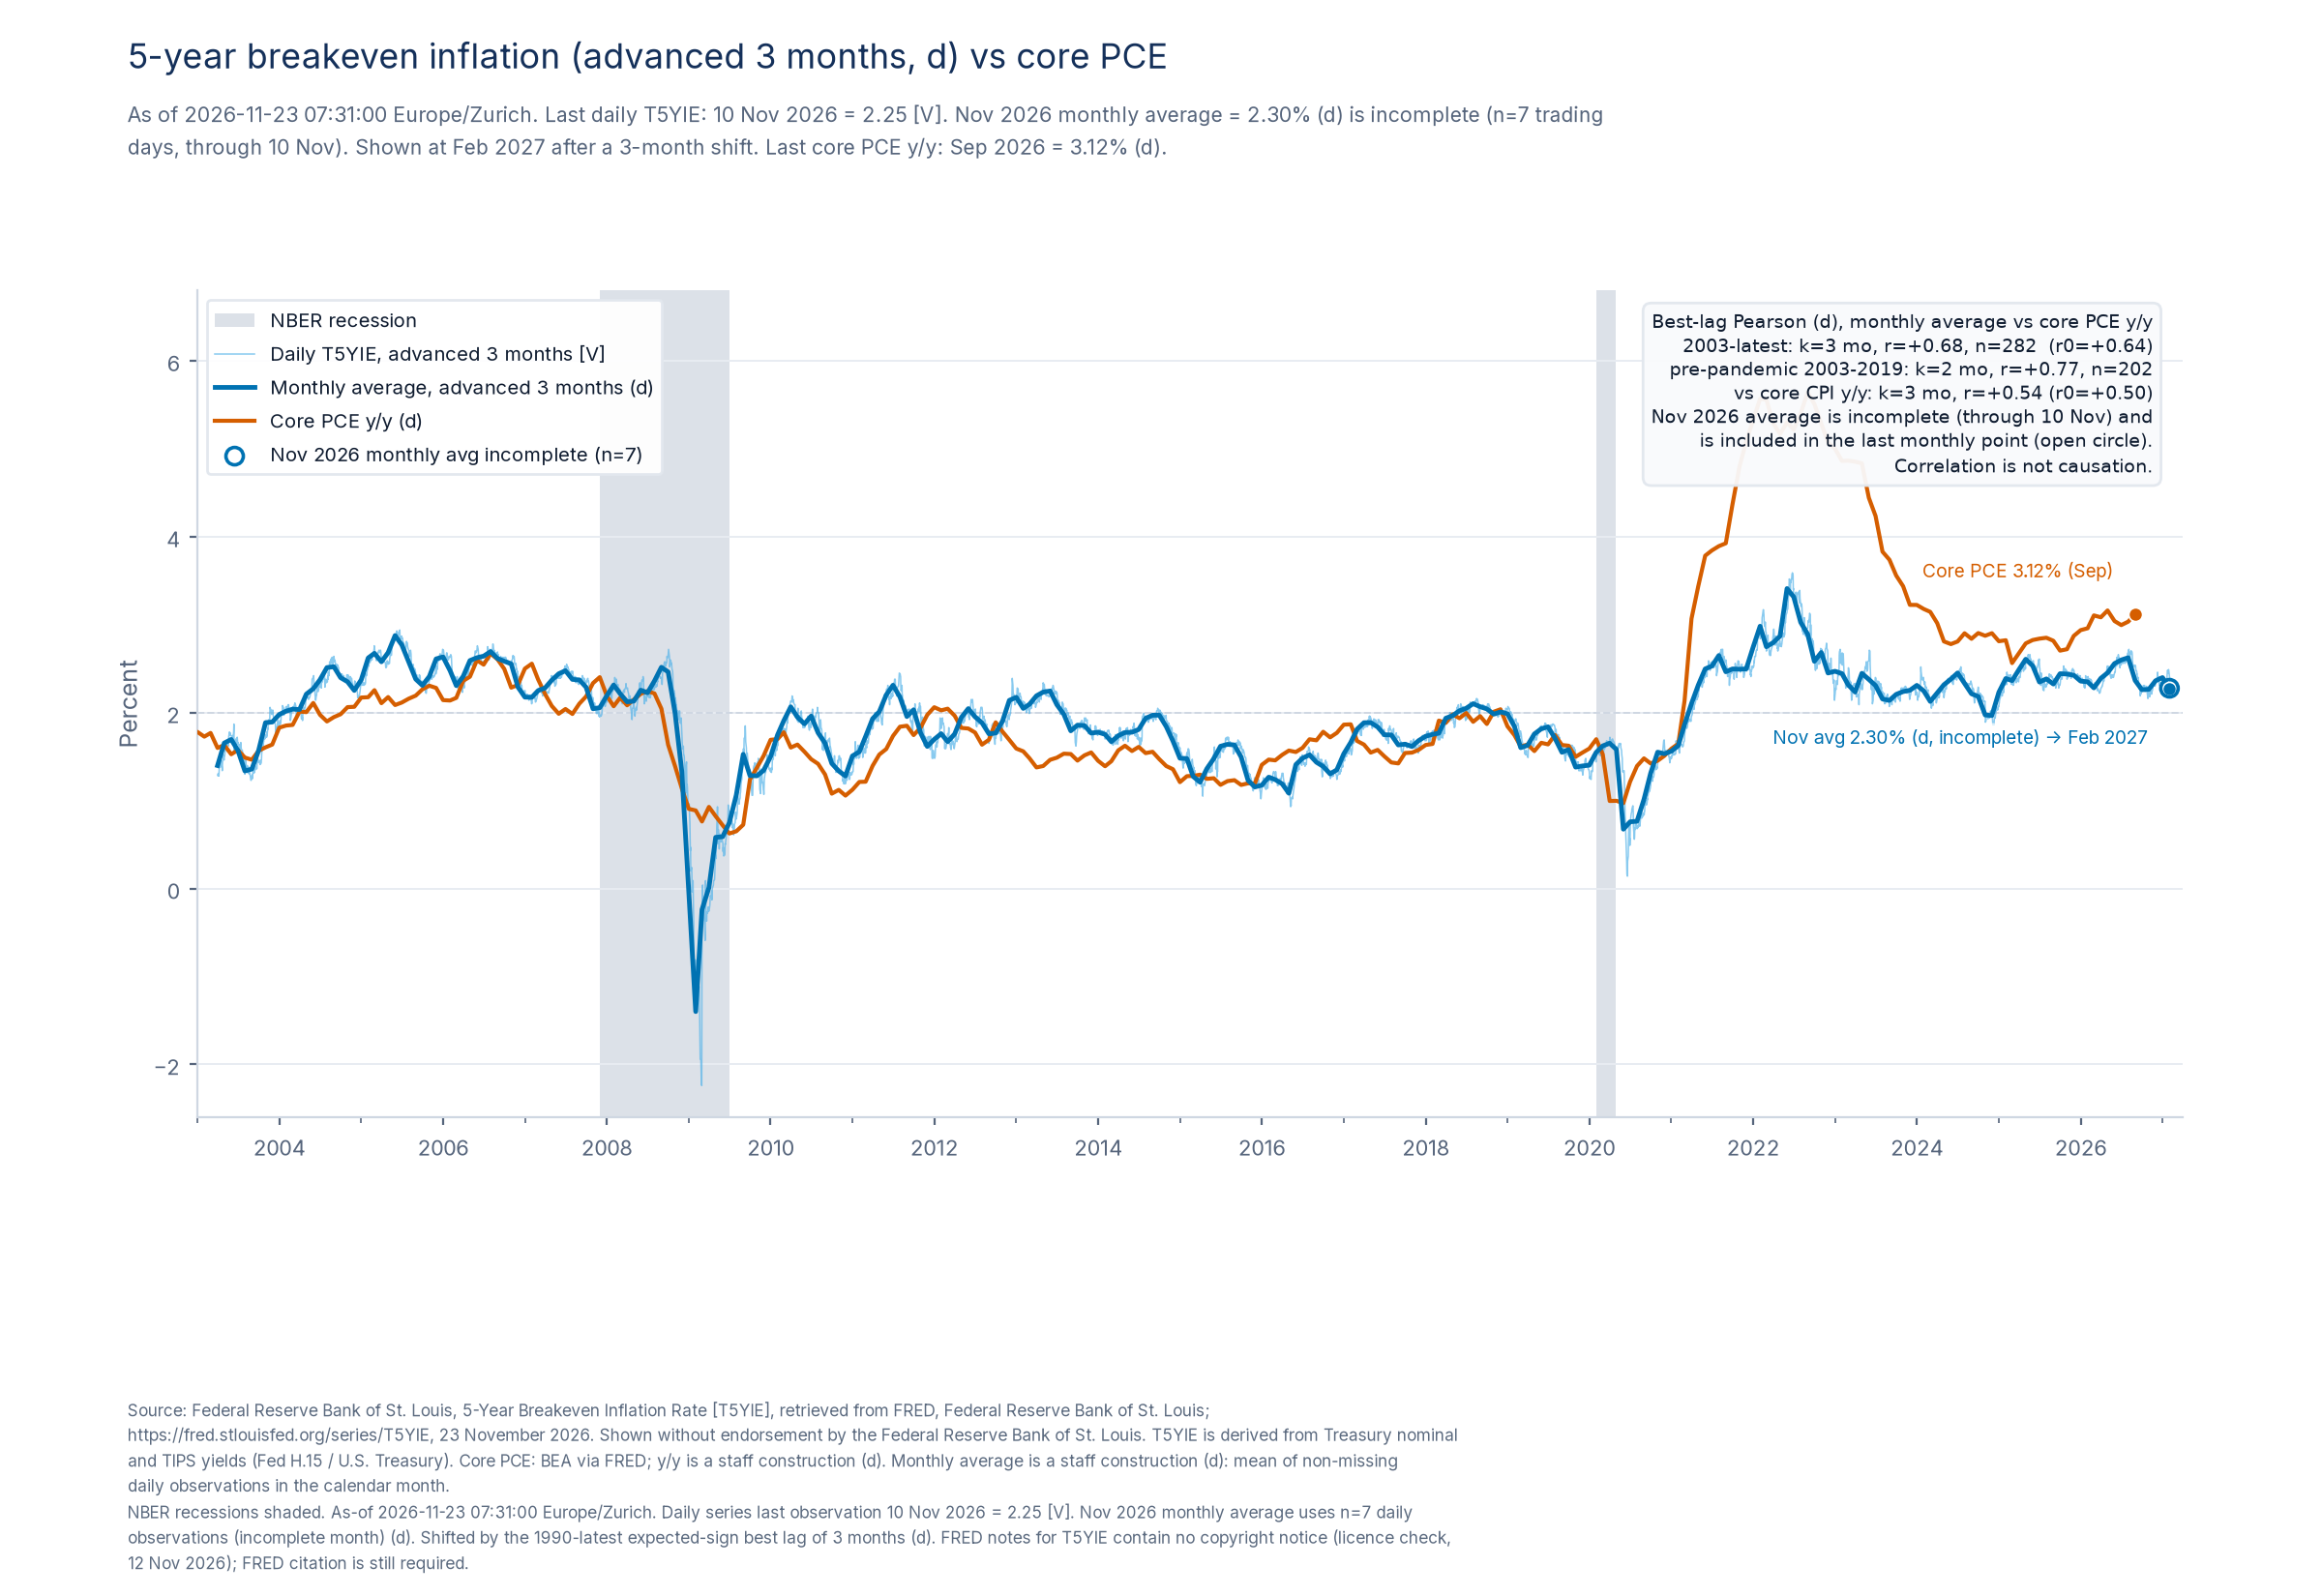 5-year breakeven inflation (advanced 3 months, d) vs core PCE
As of 2026-11-23 07:31:00 Europe/Zurich. Last daily T5YIE: 10 Nov 2026 = 2.25 [V]. Nov 2026 monthly average = 2.30% (d) is incomplete (n=7 trading
days, through 10 Nov). Shown at Feb 2027 after a 3-month shift. Last core PCE y/y: Sep 2026 = 3.12% (d).
NBER recession
Daily T5YIE, advanced 3 months [V]
Monthly average, advanced 3 months (d)
Core PCE y/y (d)
Nov 2026 monthly avg incomplete (n=7)
Best-lag Pearson (d), monthly average vs core PCE y/y
2003-latest: k=3 mo, r=+0.68, n=282  (r0=+0.64)
pre-pandemic 2003-2019: k=2 mo, r=+0.77, n=202
vs core CPI y/y: k=3 mo, r=+0.54 (r0=+0.50)
Nov 2026 average is incomplete (through 10 Nov) and
is included in the last monthly point (open circle).
Correlation is not causation.
Core PCE 3.12% (Sep)
Nov avg 2.30% (d, incomplete) → Feb 2027
Percent
6
4
2
0
−2
2004
2006
2008
2010
2012
2014
2016
2018
2020
2022
2024
2026
Source: Federal Reserve Bank of St. Louis, 5-Year Breakeven Inflation Rate [T5YIE], retrieved from FRED, Federal Reserve Bank of St. Louis;
https://fred.stlouisfed.org/series/T5YIE, 23 November 2026. Shown without endorsement by the Federal Reserve Bank of St. Louis. T5YIE is derived from Treasury nominal
and TIPS yields (Fed H.15 / U.S. Treasury). Core PCE: BEA via FRED; y/y is a staff construction (d). Monthly average is a staff construction (d): mean of non-missing
daily observations in the calendar month.
NBER recessions shaded. As-of 2026-11-23 07:31:00 Europe/Zurich. Daily series last observation 10 Nov 2026 = 2.25 [V]. Nov 2026 monthly average uses n=7 daily
observations (incomplete month) (d). Shifted by the 1990-latest expected-sign best lag of 3 months (d). FRED notes for T5YIE contain no copyright notice (licence check,
12 Nov 2026); FRED citation is still required.